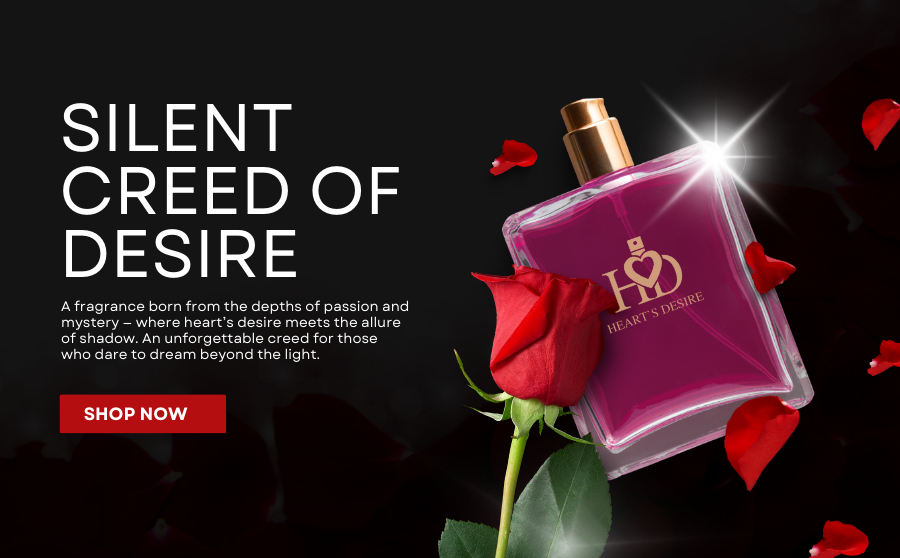 SILENT
CREED OF
DESIRE
A fragrance born from the depths of passion and
mystery – where heart's desire meets the allure
of shadow. An unforgettable creed for those
who dare to dream beyond the light.
SHOP NOW
HD
HEART'S DESIRE